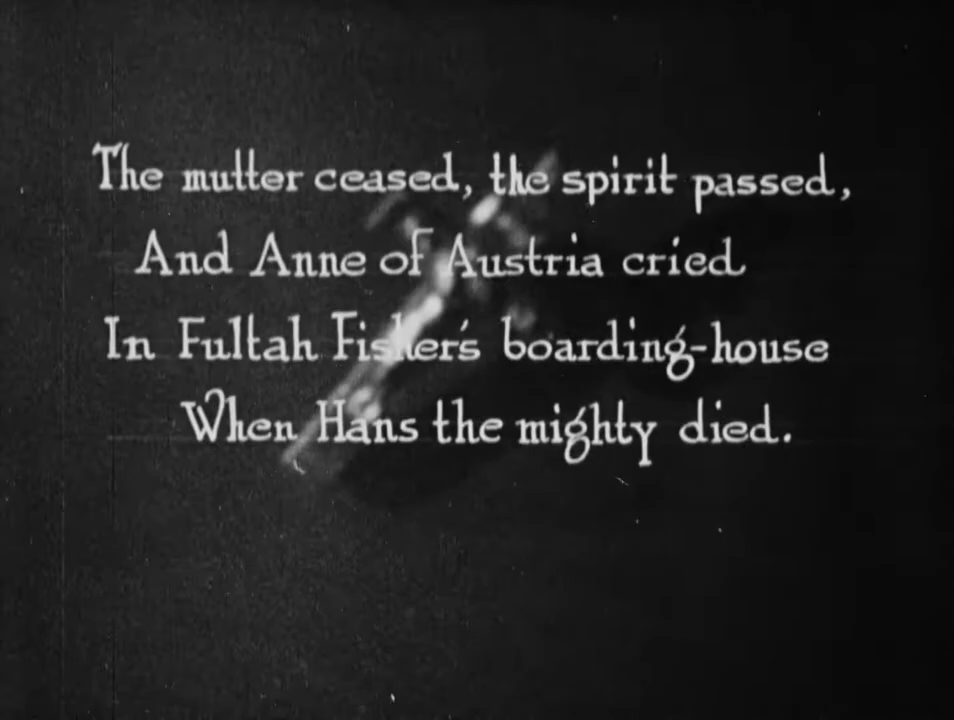 The mutter ceased, the spirit passed,
And Anne of Austria cried
In Fultah Fisher's boarding-house
When Hans the mighty died.